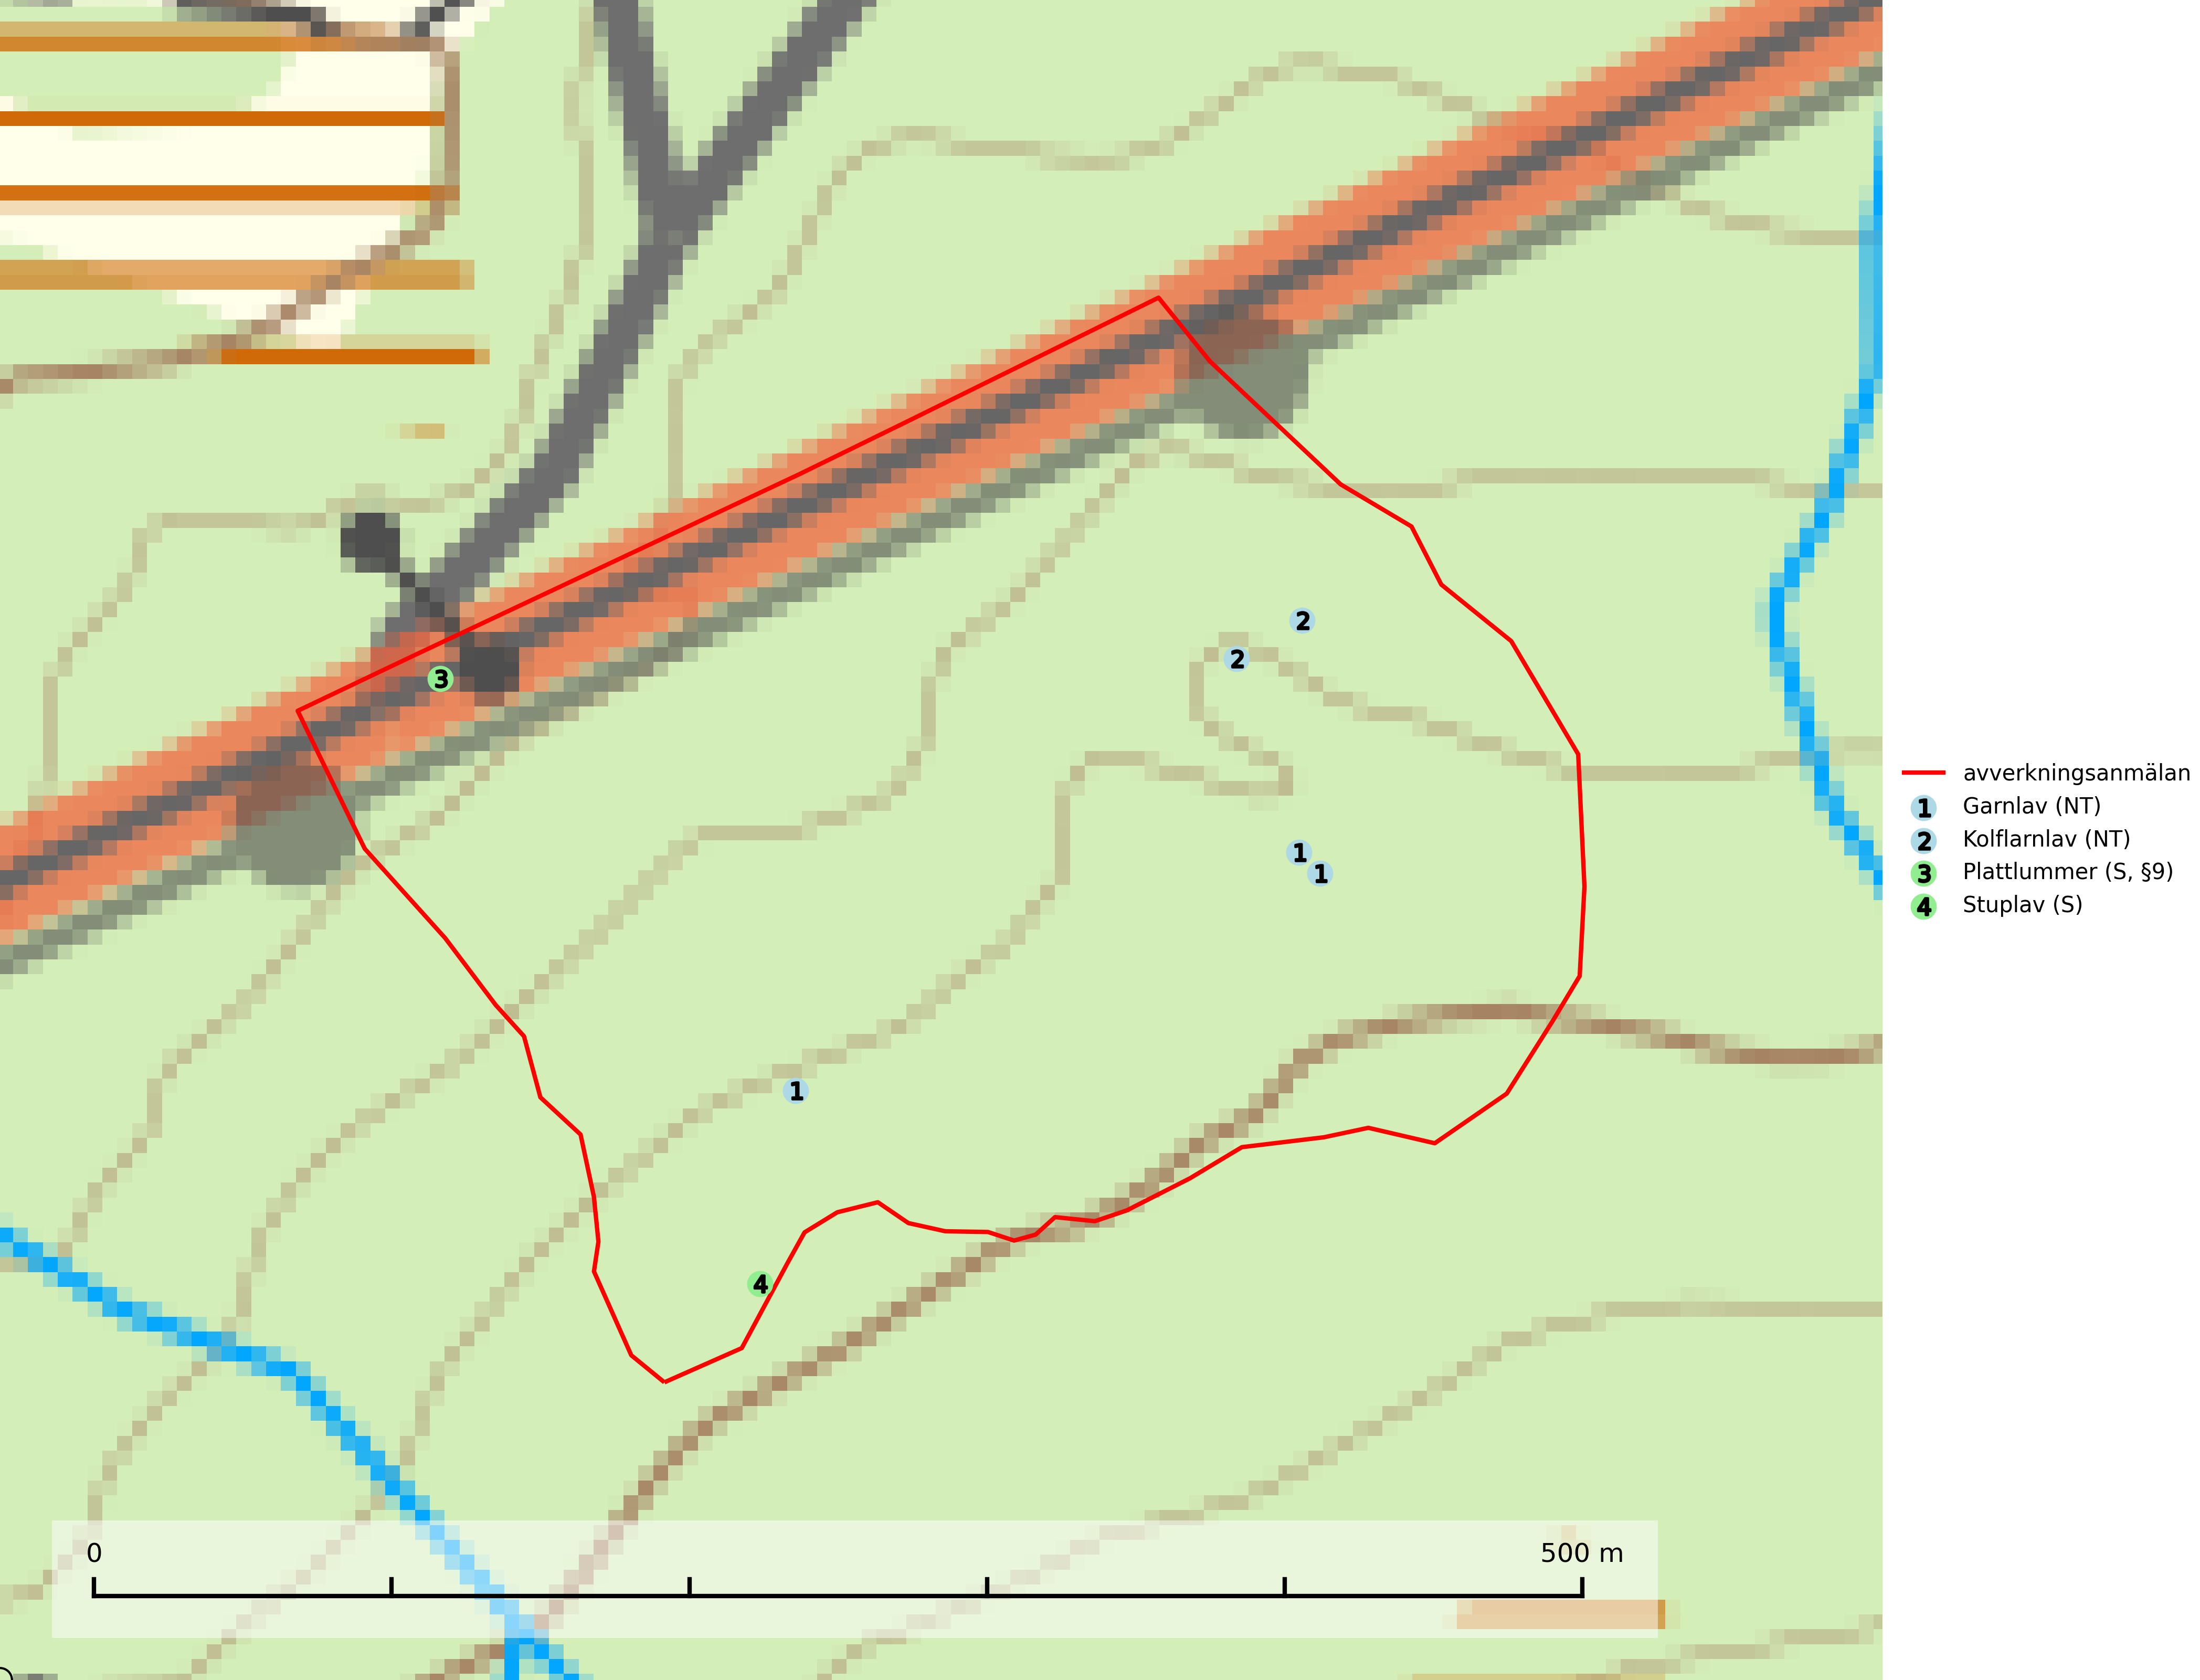 2
2
3
1
1
1
4
avverkningsanmälan
1 Garnlav (NT)
2 Kolflarnlav (NT)
3 Plattlummer (S, §9)
4 Stuplav (S)
0 500 m